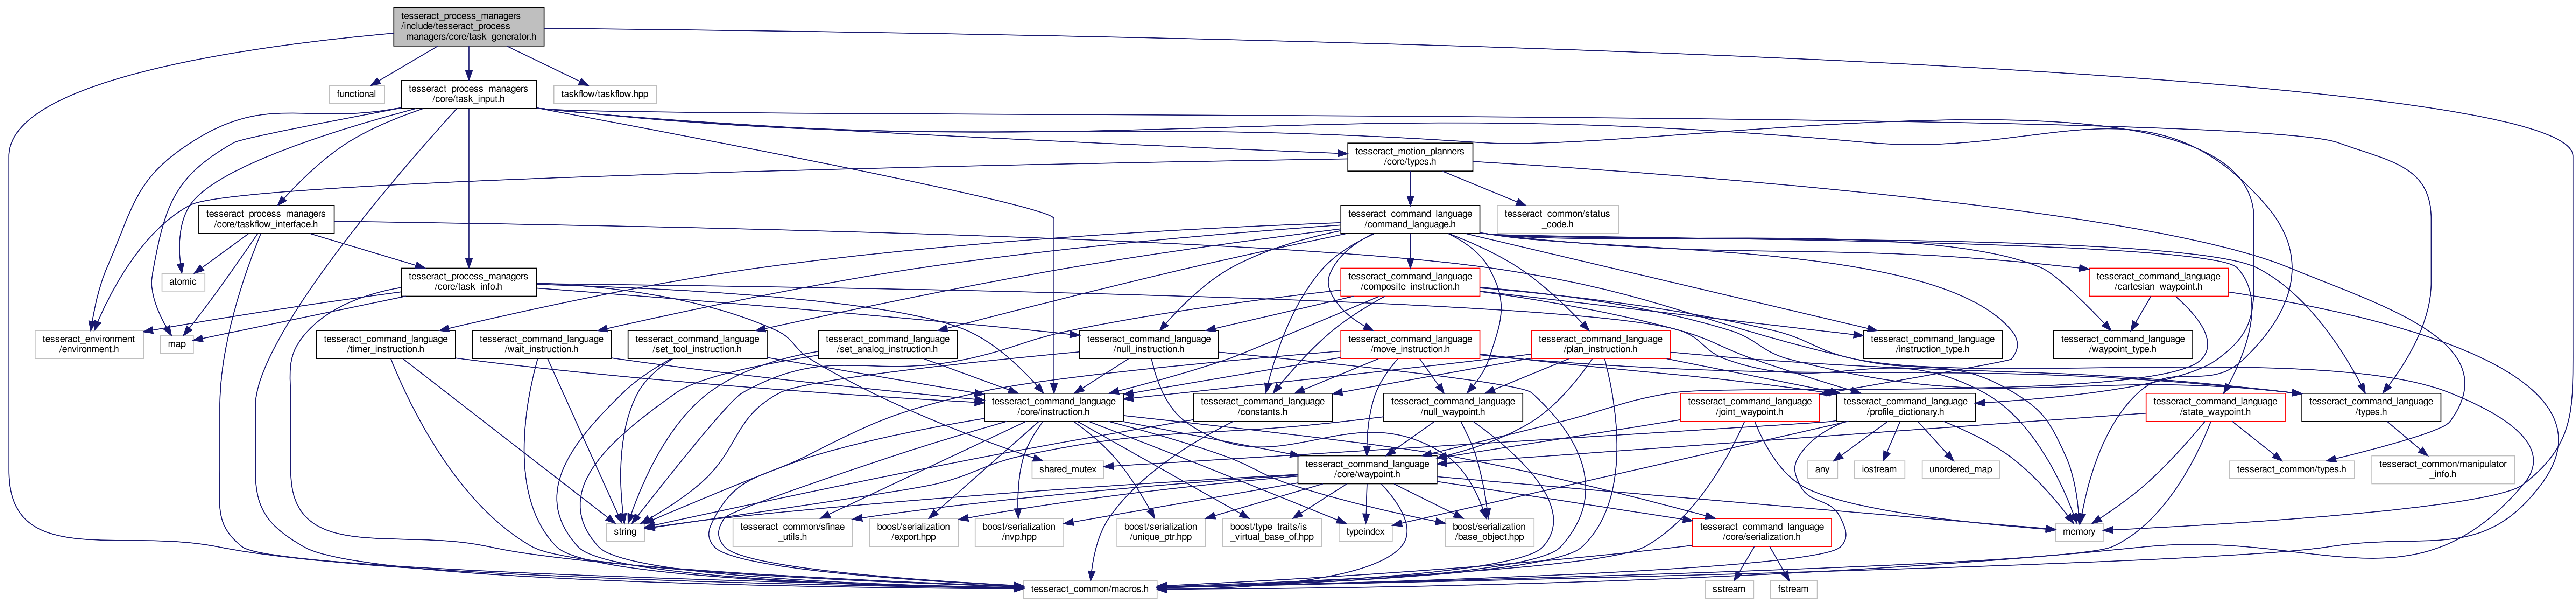 tesseract_process_managers
/include/tesseract_process
_managers/core/task_generator.h
functional
tesseract_process_managers
/core/task_input.h
taskflow/taskflow.hpp
tesseract_motion_planners
/core/types.h
tesseract_process_managers
/core/taskflow_interface.h
tesseract_command_language
/command_language.h
tesseract_common/status
_code.h
atomic
tesseract_process_managers
/core/task_info.h
tesseract_command_language
/composite_instruction.h
tesseract_command_language
/cartesian_waypoint.h
tesseract_environment
/environment.h
map
tesseract_command_language
/timer_instruction.h
tesseract_command_language
/wait_instruction.h
tesseract_command_language
/set_tool_instruction.h
tesseract_command_language
/set_analog_instruction.h
tesseract_command_language
/null_instruction.h
tesseract_command_language
/move_instruction.h
tesseract_command_language
/plan_instruction.h
tesseract_command_language
/instruction_type.h
tesseract_command_language
/waypoint_type.h
tesseract_command_language
/core/instruction.h
tesseract_command_language
/constants.h
tesseract_command_language
/null_waypoint.h
tesseract_command_language
/joint_waypoint.h
tesseract_command_language
/profile_dictionary.h
tesseract_command_language
/state_waypoint.h
tesseract_command_language
/types.h
shared_mutex
tesseract_command_language
/core/waypoint.h
any
iostream
unordered_map
tesseract_common/types.h
tesseract_common/manipulator
_info.h
string
tesseract_common/sfinae
_utils.h
boost/serialization
/export.hpp
boost/serialization
/nvp.hpp
boost/serialization
/unique_ptr.hpp
boost/type_traits/is
_virtual_base_of.hpp
typeindex
boost/serialization
/base_object.hpp
tesseract_command_language
/core/serialization.h
memory
tesseract_common/macros.h
sstream
fstream